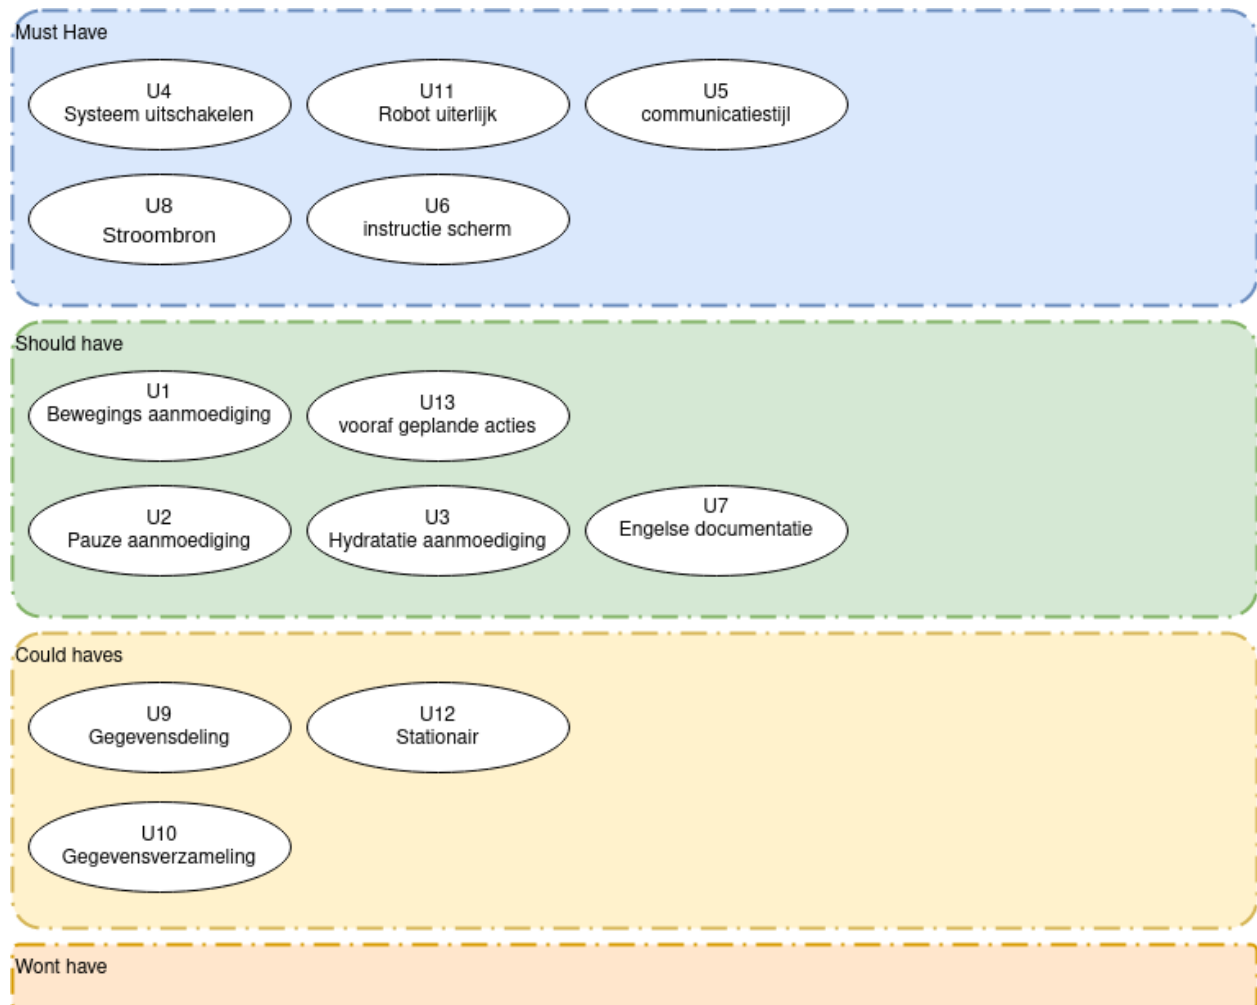 Must Have
U4
Systeem uitschakelen
U11
Robot uiterlijk
U5
communicatiestijl
U8
Stroombron
U6
instructie scherm
Should have
U1
Bewegings aanmoediging
U13
vooraf geplande acties
U2
Pauze aanmoediging
U3
Hydratatie aanmoediging
U7
Engelse documentatie
Could haves
U9
Gegevensdeling
U12
Stationair
U10
Gegevensverzameling
Wont have